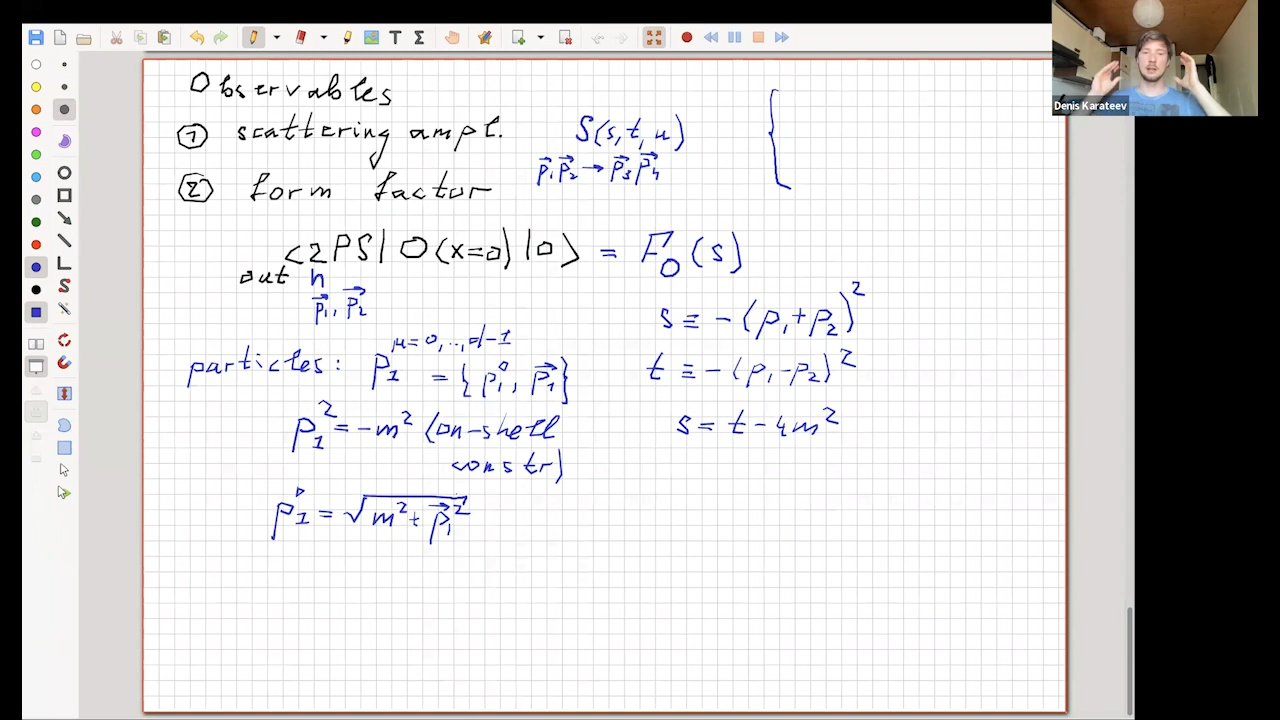 Observables
① scattering ampl. S(s, t, u)
p⃗₁p⃗₂ → p⃗₃p⃗₄
② form factor
<2PS|O(x=0)|0> = F_O(s)
out n
p⃗₁, p⃗₂
s ≡ -(p₁+p₂)²
particles: p₁^{μ=0,..,d-1} = {p₁⁰, p⃗₁}
t ≡ -(p₁-p₂)²
p₁² = -m² (on-shell
constr)
s = t - 4m²
p₁⁰ = √(m² + p⃗₁²)
Denis Karateev